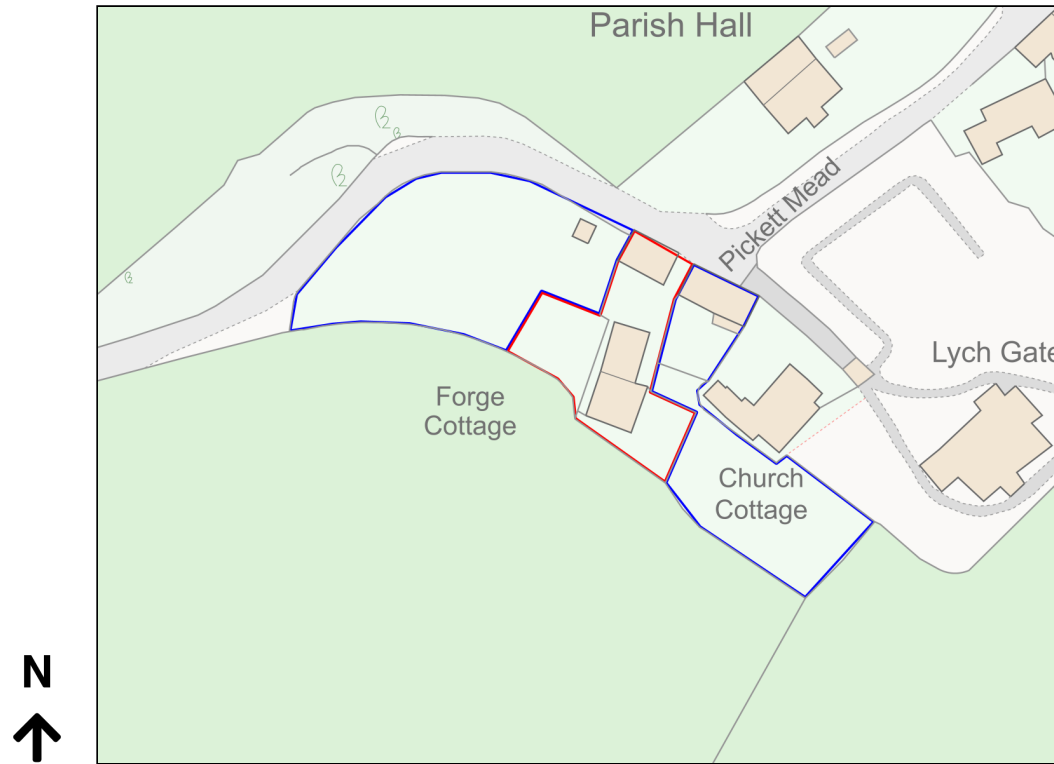 Parish Hall
Pickett Mead
Lych Gate
Forge
Cottage
Church
Cottage
N